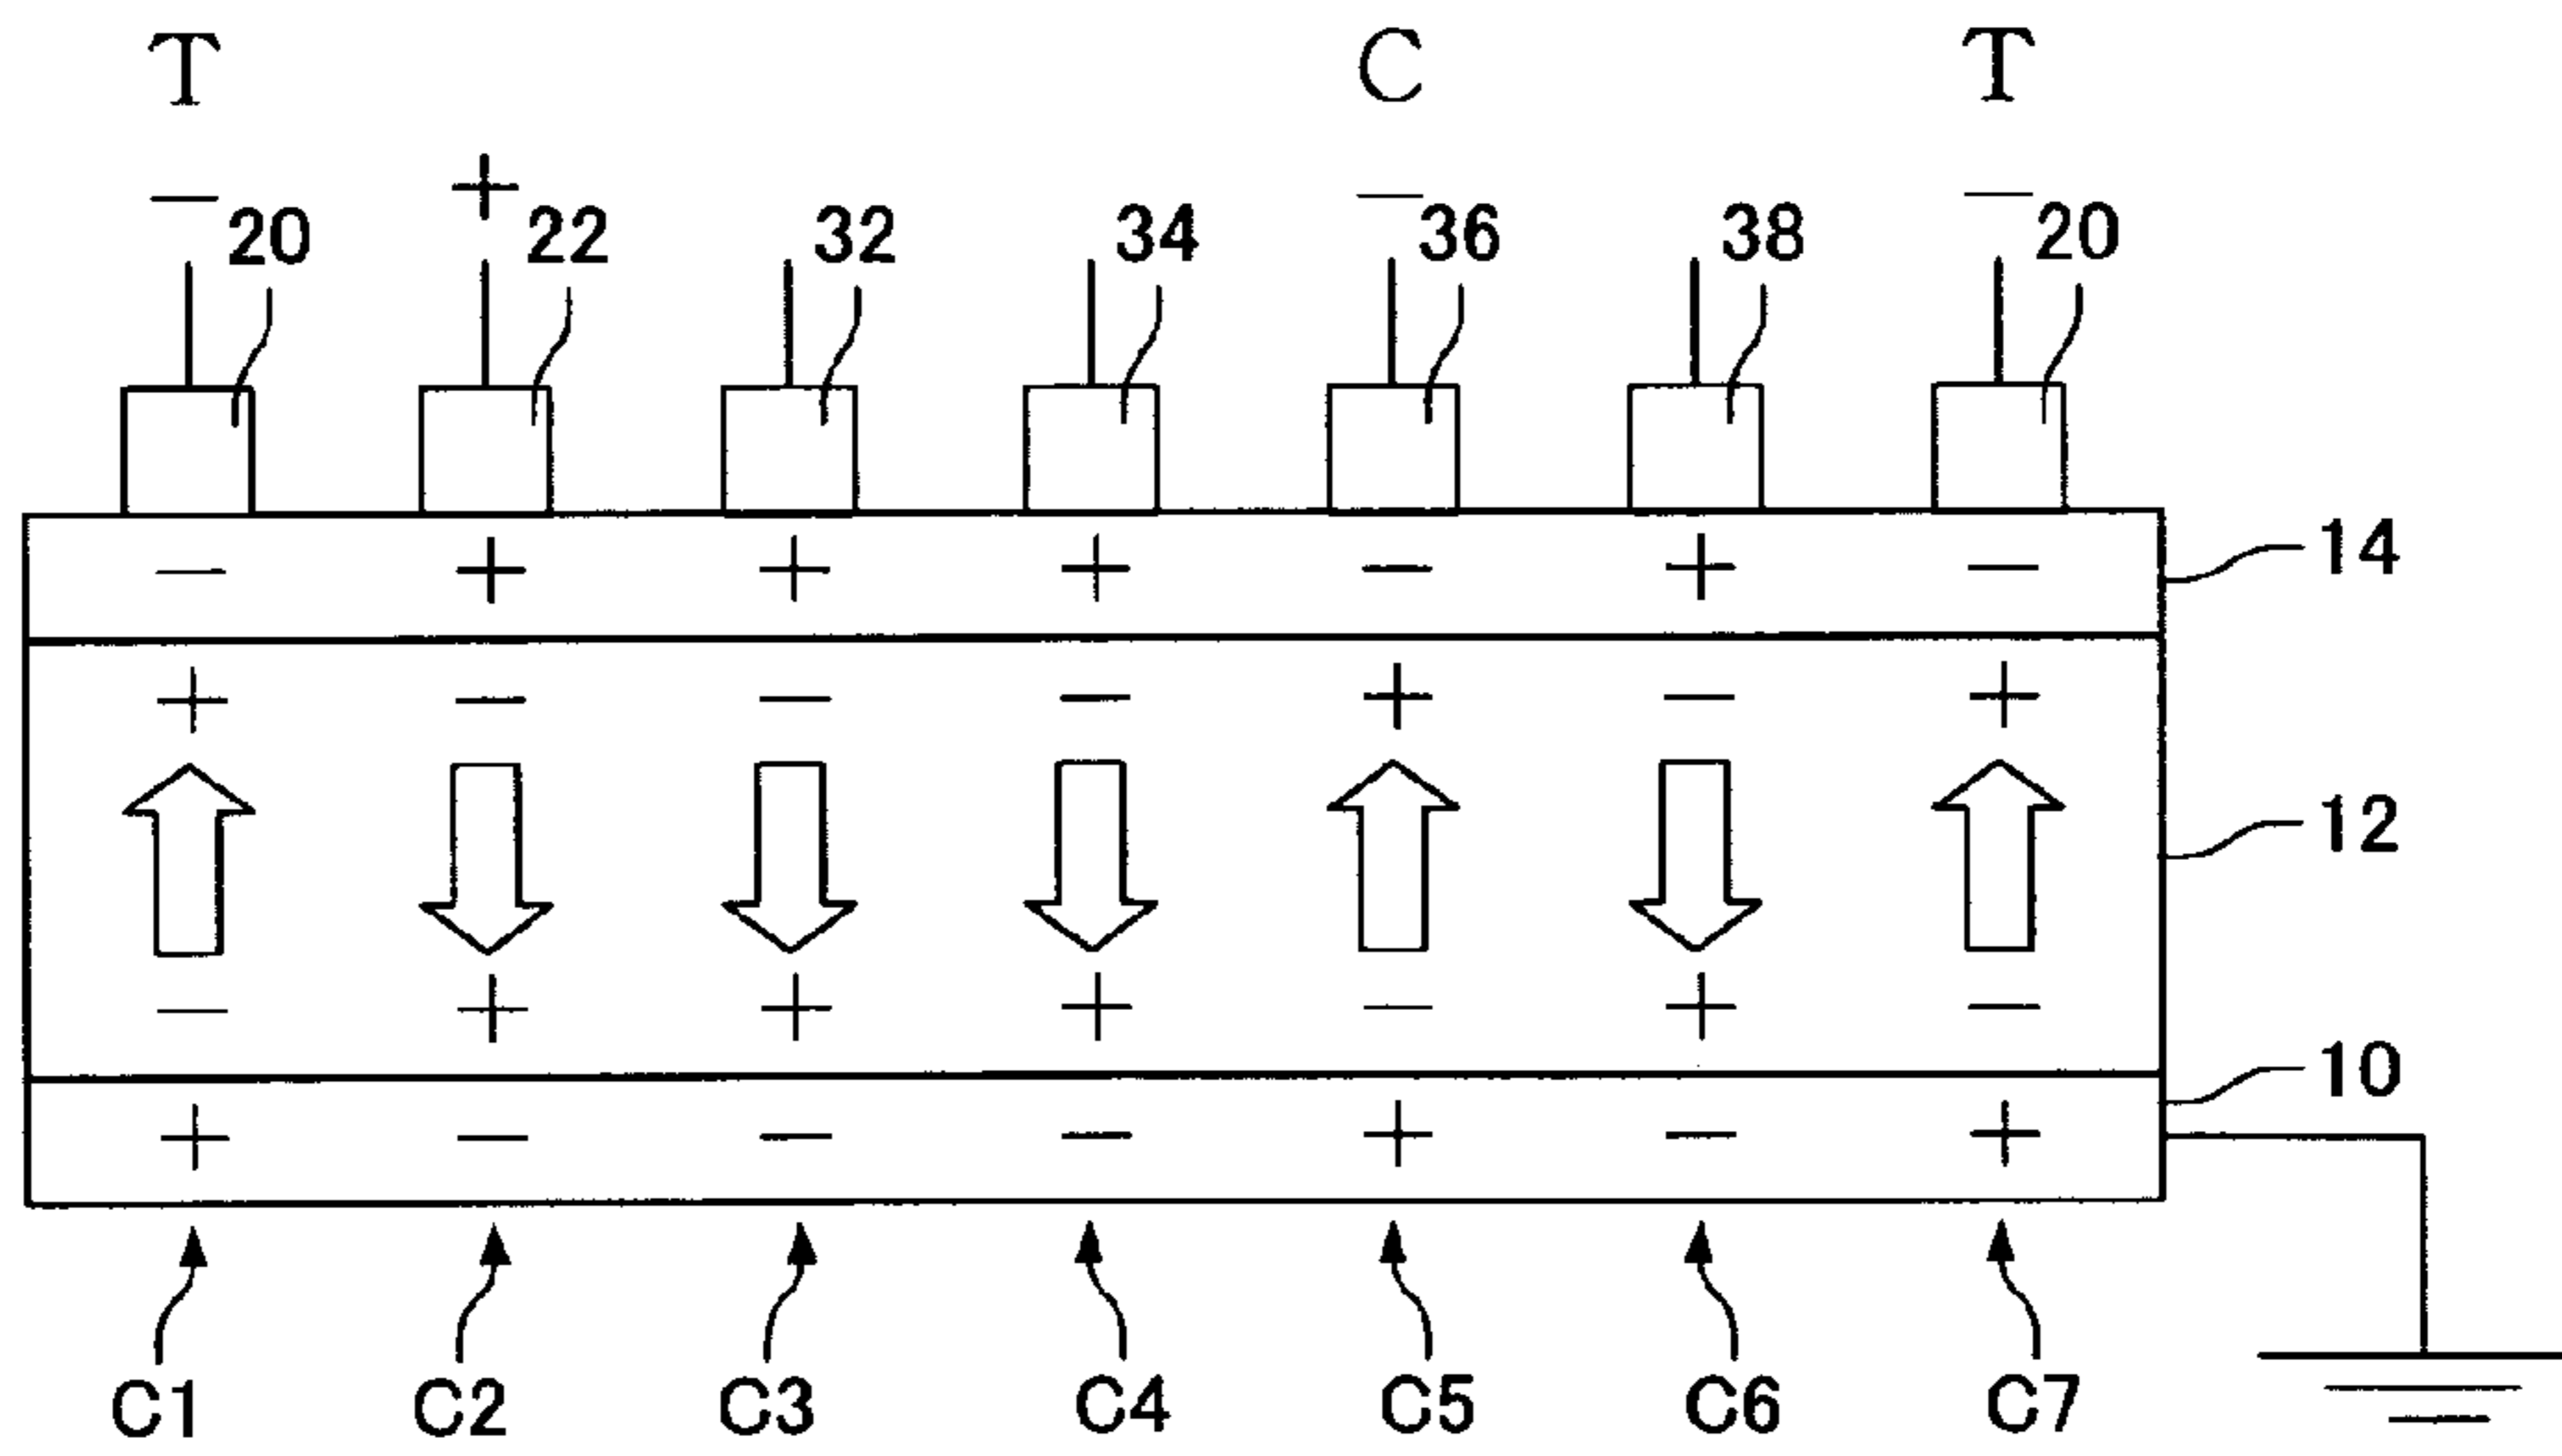 T C T
− + − −
20 22 32 34 36 38 20
− + + + − + −
14
+ − − − + − +
12
− + + + − + −
10
+ − − − + − +
C1 C2 C3 C4 C5 C6 C7